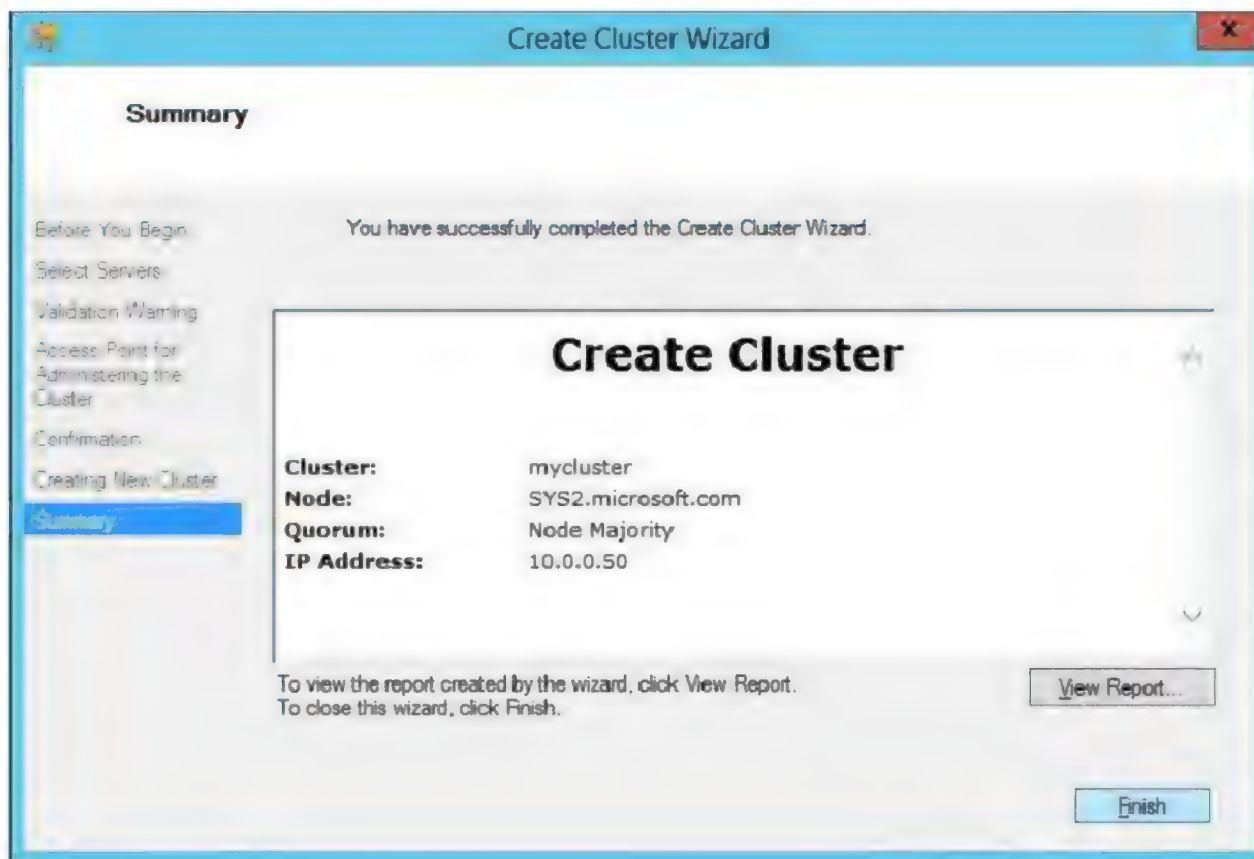 Create Cluster Wizard
x
Summary
Before You Begin
Select Servers
Validation Warning
Access Point for
Administering the
Cluster
Confirmation
Creating New Cluster
Summary
You have successfully completed the Create Cluster Wizard.
Create Cluster
Cluster: mycluster
Node: SYS2.microsoft.com
Quorum: Node Majority
IP Address: 10.0.0.50
To view the report created by the wizard, click View Report.
To close this wizard, click Finish.
View Report...
Finish